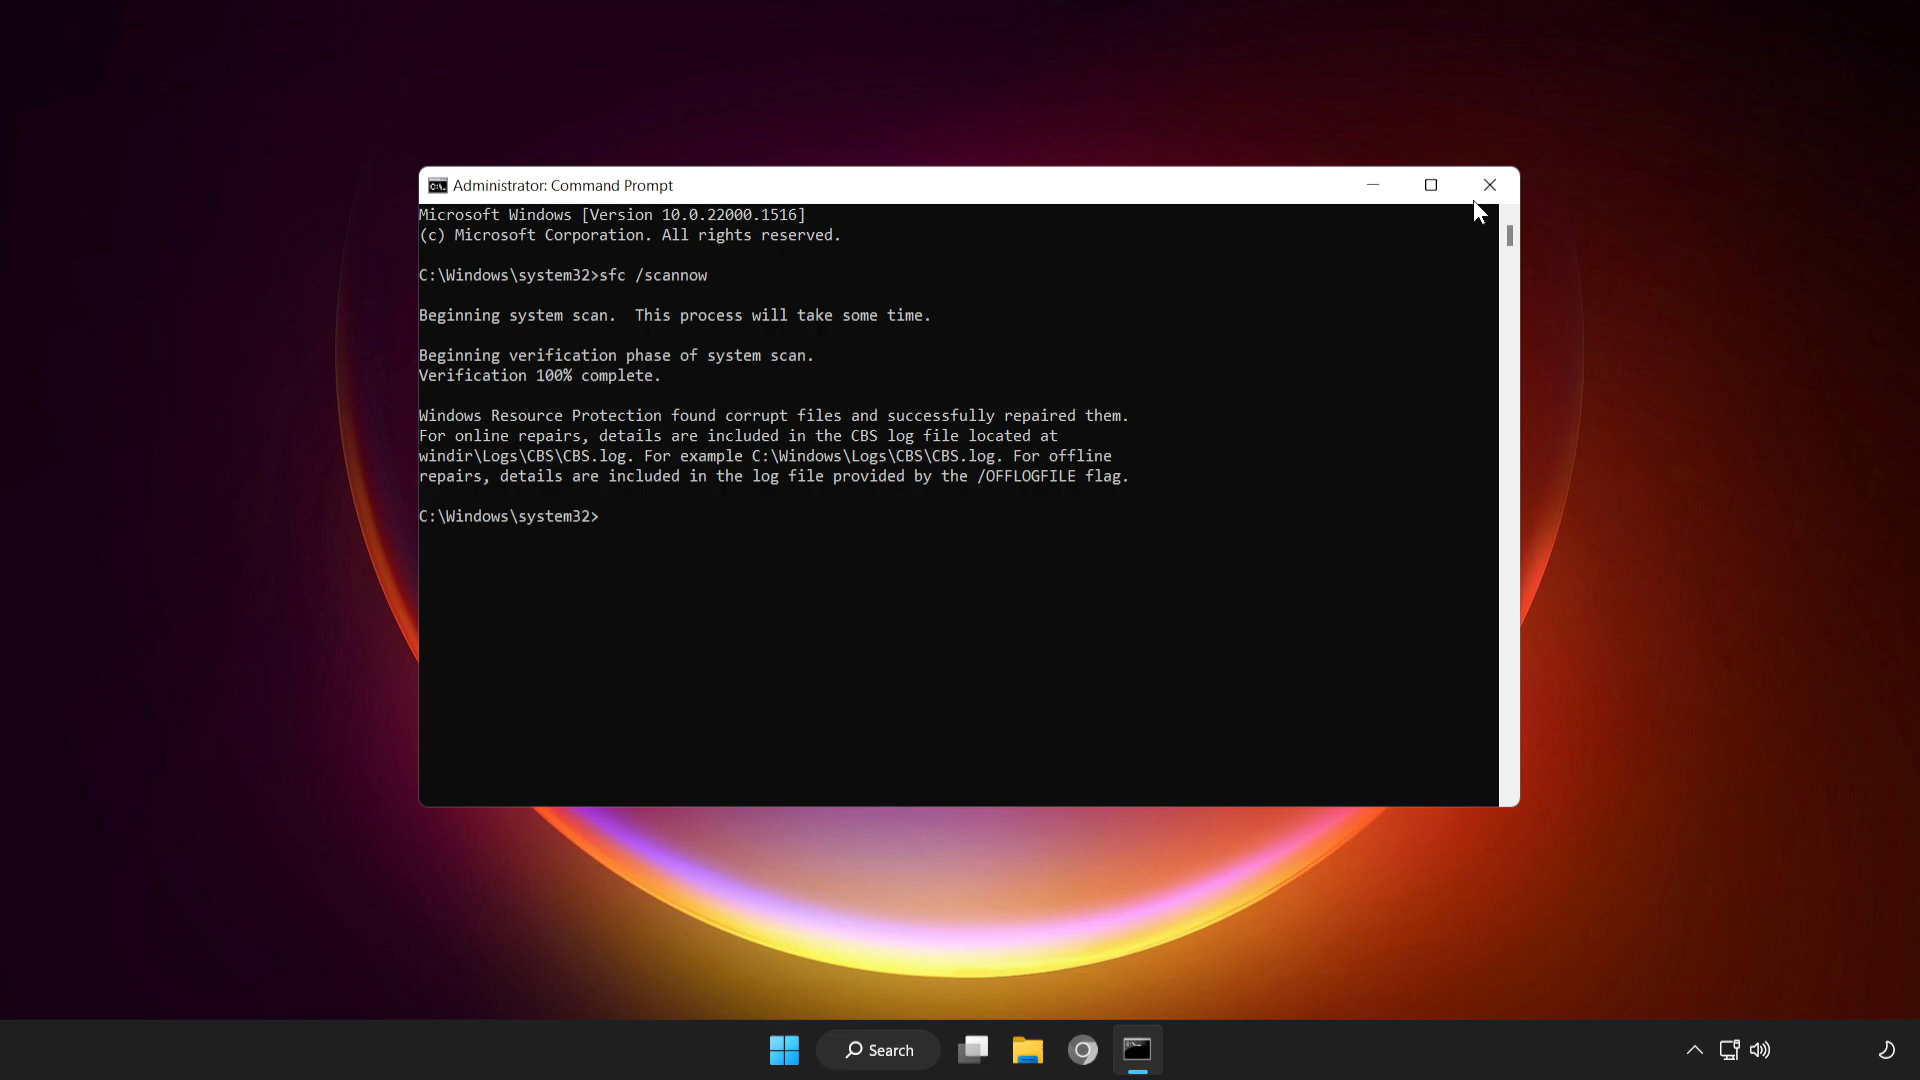 Administrator: Command Prompt
Microsoft Windows [Version 10.0.22000.1516]
(c) Microsoft Corporation. All rights reserved.
C:\Windows\system32>sfc /scannow
Beginning system scan.  This process will take some time.
Beginning verification phase of system scan.
Verification 100% complete.
Windows Resource Protection found corrupt files and successfully repaired them.
For online repairs, details are included in the CBS log file located at
windir\Logs\CBS\CBS.log. For example C:\Windows\Logs\CBS\CBS.log. For offline
repairs, details are included in the log file provided by the /OFFLOGFILE flag.
C:\Windows\system32>
Search